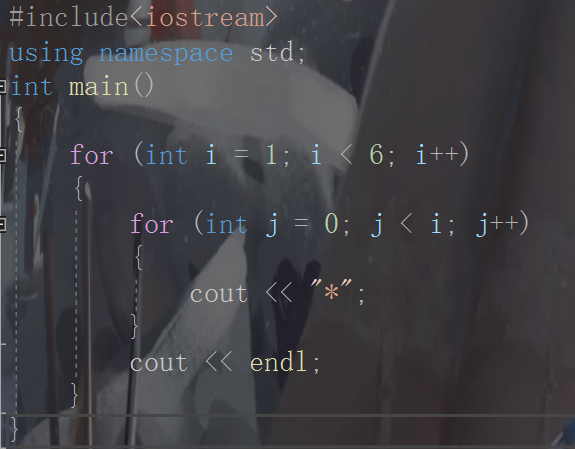 #include<iostream>
using namespace std;
int main()
{
    for (int i = 1; i < 6; i++)
    {
        for (int j = 0; j < i; j++)
        {
            cout << "*";
        }
        cout << endl;
    }
}